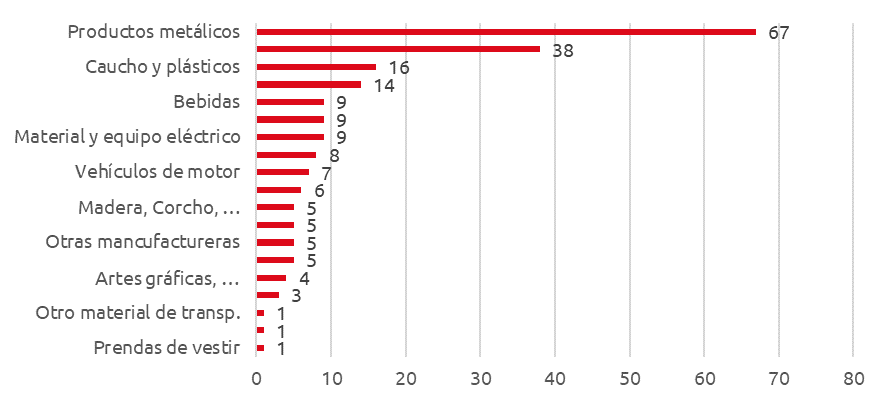 Productos metálicos 67
38
Caucho y plásticos 16
14
Bebidas 9
9
Material y equipo eléctrico 9
8
Vehículos de motor 7
6
Madera, Corcho, … 5
5
Otras mancufactureras 5
5
Artes gráficas, … 4
3
Otro material de transp. 1
1
Prendas de vestir 1
0 10 20 30 40 50 60 70 80